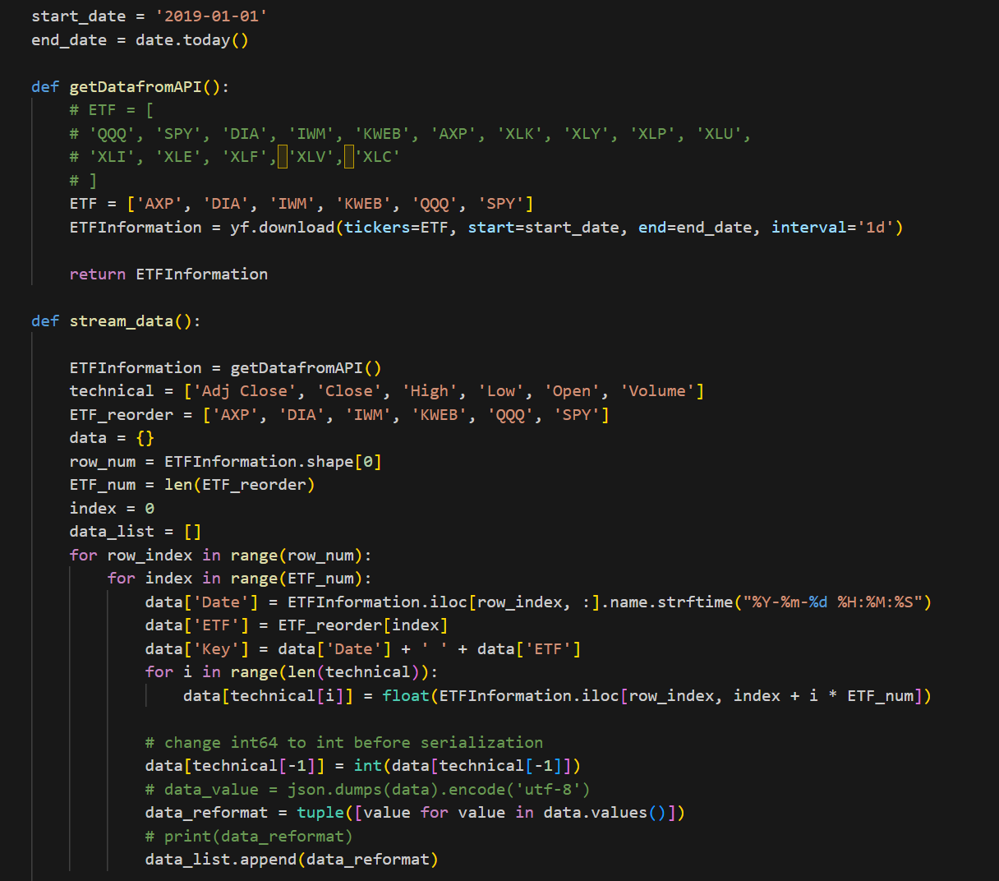 start_date = '2019-01-01'
end_date = date.today()
def getDatafromAPI():
# ETF = [
# 'QQQ', 'SPY', 'DIA', 'IWM', 'KWEB', 'AXP', 'XLK', 'XLY', 'XLP', 'XLU',
# 'XLI', 'XLE', 'XLF', 'XLV', 'XLC'
# ]
ETF = ['AXP', 'DIA', 'IWM', 'KWEB', 'QQQ', 'SPY']
ETFInformation = yf.download(tickers=ETF, start=start_date, end=end_date, interval='1d')
return ETFInformation
def stream_data():
ETFInformation = getDatafromAPI()
technical = ['Adj Close', 'Close', 'High', 'Low', 'Open', 'Volume']
ETF_reorder = ['AXP', 'DIA', 'IWM', 'KWEB', 'QQQ', 'SPY']
data = {}
row_num = ETFInformation.shape[0]
ETF_num = len(ETF_reorder)
index = 0
data_list = []
for row_index in range(row_num):
for index in range(ETF_num):
data['Date'] = ETFInformation.iloc[row_index, :].name.strftime("%Y-%m-%d %H:%M:%S")
data['ETF'] = ETF_reorder[index]
data['Key'] = data['Date'] + ' ' + data['ETF']
for i in range(len(technical)):
data[technical[i]] = float(ETFInformation.iloc[row_index, index + i * ETF_num])
# change int64 to int before serialization
data[technical[-1]] = int(data[technical[-1]])
# data_value = json.dumps(data).encode('utf-8')
data_reformat = tuple([value for value in data.values()])
# print(data_reformat)
data_list.append(data_reformat)